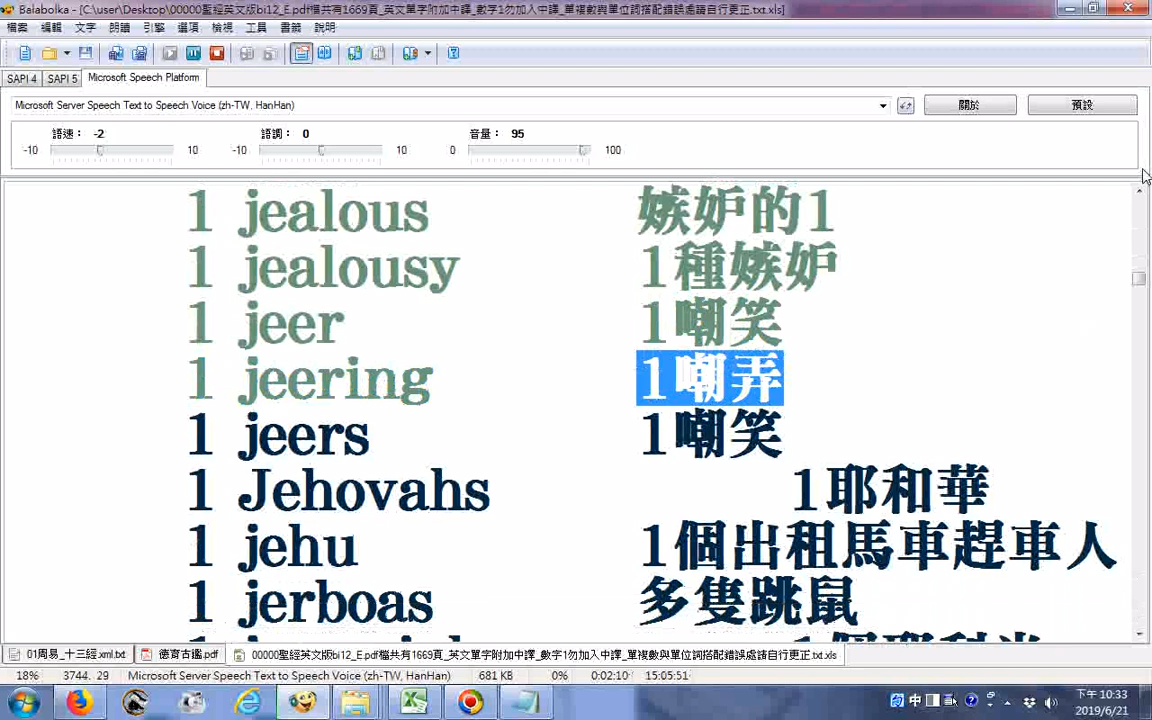 Balabolka - [C:\user\Desktop\00000聖經英文版bi12_E.pdf檔共有1669頁_英文單字附加中譯_數字1勿加入中譯_單複數與單位詞搭配錯誤處請自行更正.txt.xls]
檔案 編輯 文字 朗讀 引擎 選項 檢視 工具 書籤 說明
SAPI 4 SAPI 5 Microsoft Speech Platform
Microsoft Server Speech Text to Speech Voice (zh-TW, HanHan) 關於 預設
語速： -2 語調： 0 音量： 95
-10 10 -10 10 0 100
1 jealous 嫉妒的1
1 jealousy 1種嫉妒
1 jeer 1嘲笑
1 jeering 1嘲弄
1 jeers 1嘲笑
1 Jehovahs 1耶和華
1 jehu 1個出租馬車趕車人
1 jerboas 多隻跳鼠
01周易_十三經.xml.txt 德育古鑑.pdf 00000聖經英文版bi12_E.pdf檔共有1669頁_英文單字附加中譯_數字1勿加入中譯_單複數與單位詞搭配錯誤處請自行更正.txt.xls
18% 3744. 29 Microsoft Server Speech Text to Speech Voice (zh-TW, HanHan) 681 KB 0% 0:02:10 15:05:51
中 下午 10:33
2019/6/21